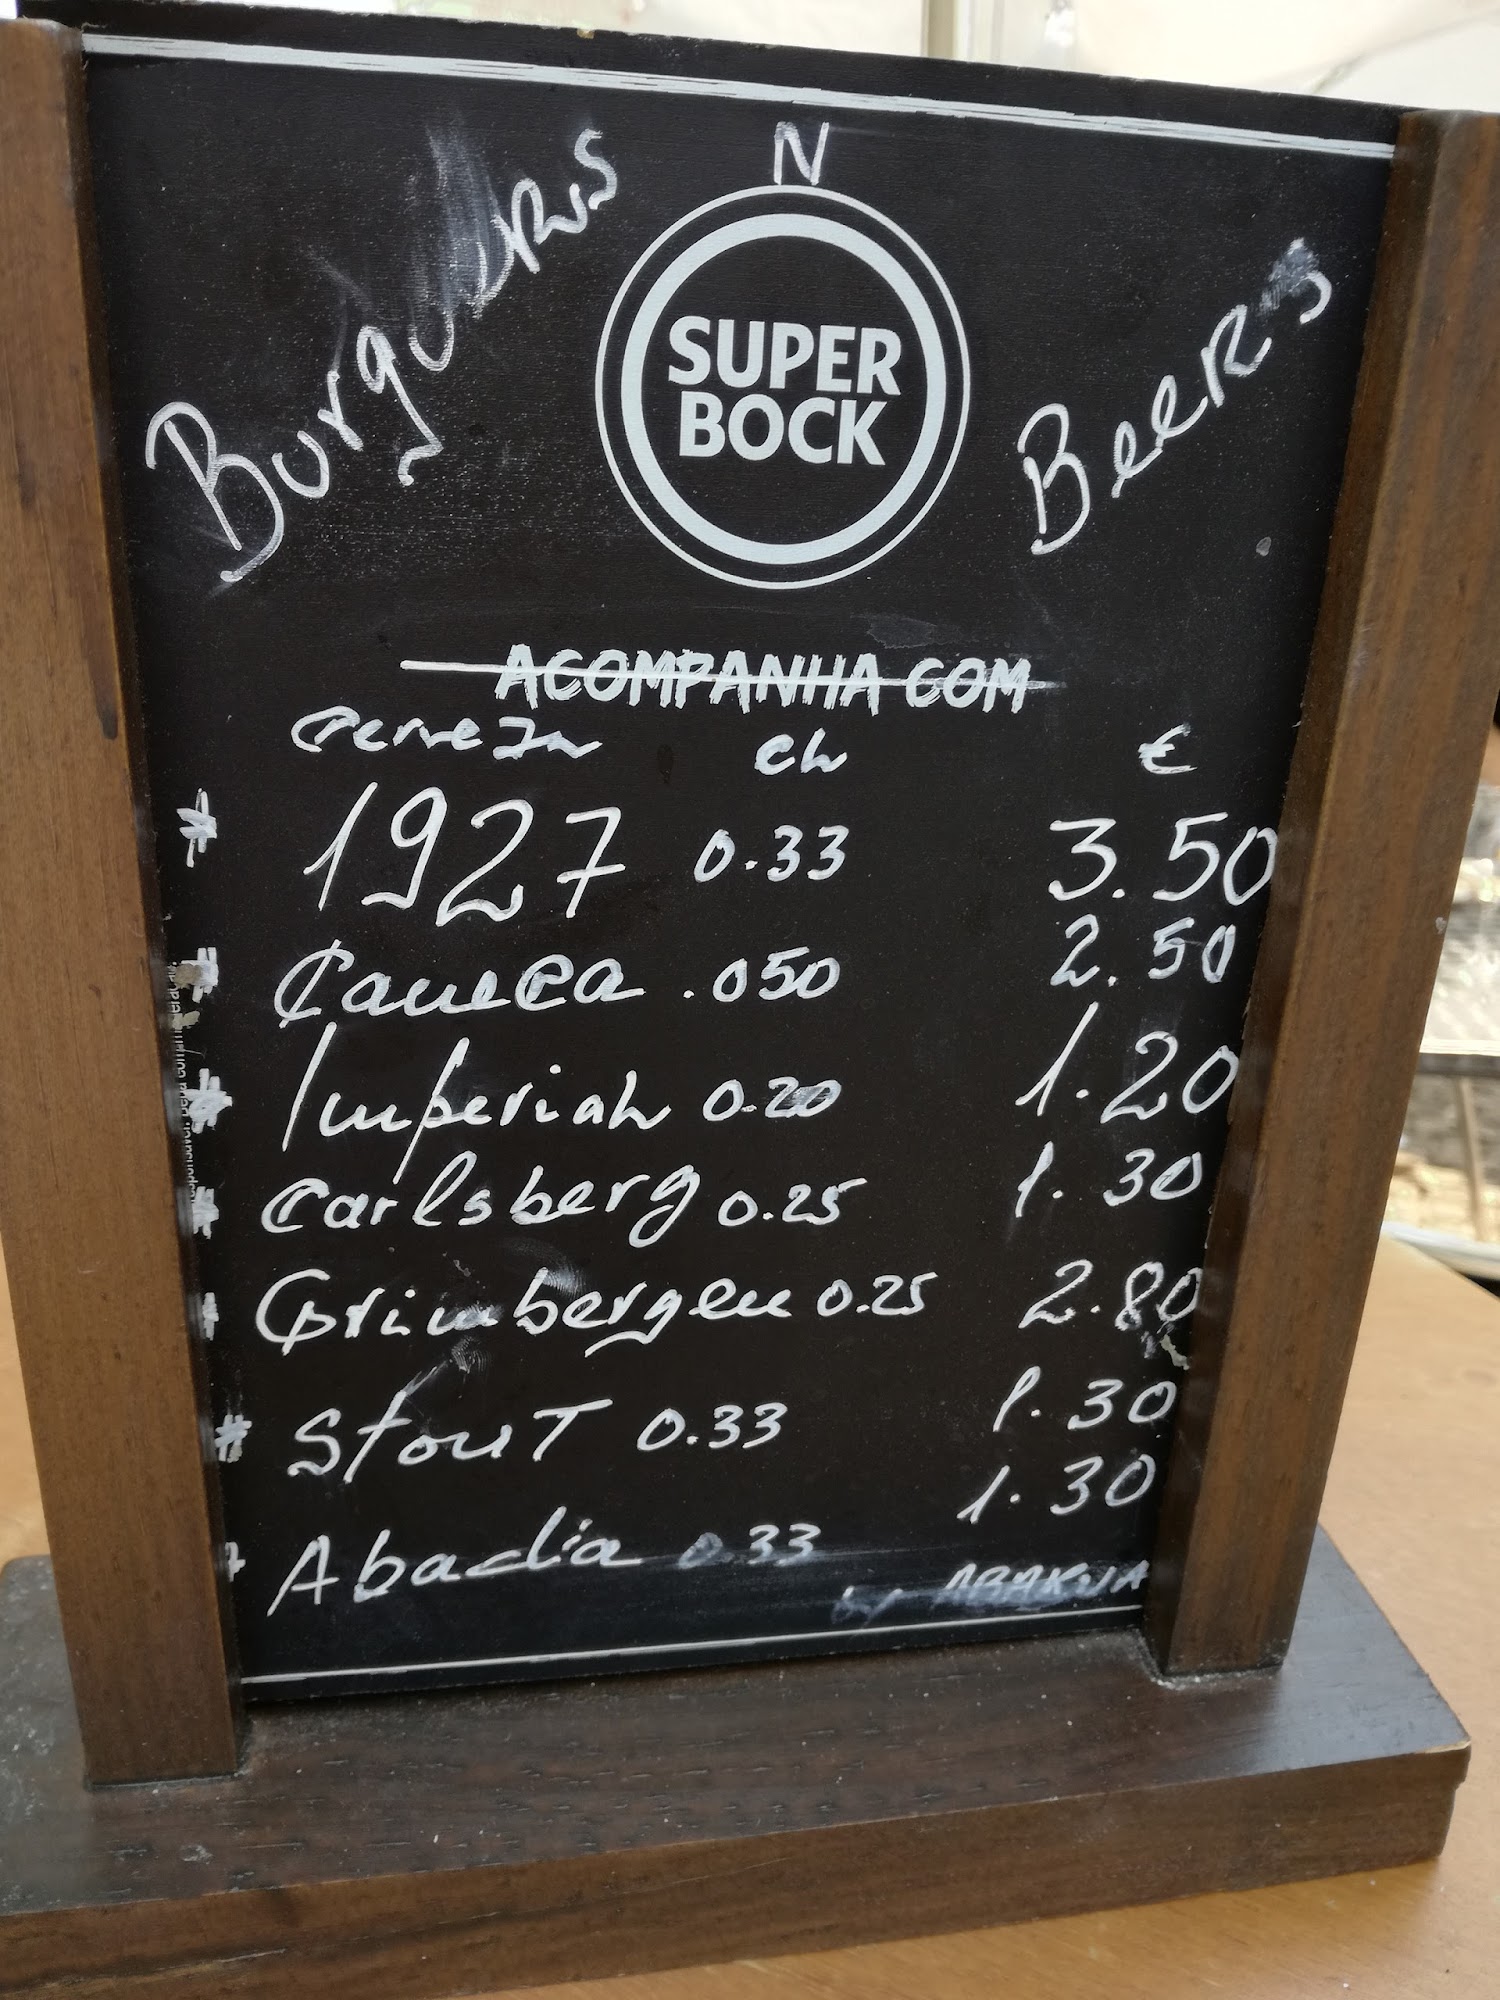 Burguers N Beers
SUPER
BOCK
ACOMPANHA COM
Cerveza CL €
* 1927 0.33 3.50
* Caneca .050 2.50
* Imperial 0.20 1.20
* Carlsberg 0.25 1.30
* Grimbergen 0.25 2.80
* Stout 0.33 1.30
* Abadia 0.33 1.30
by